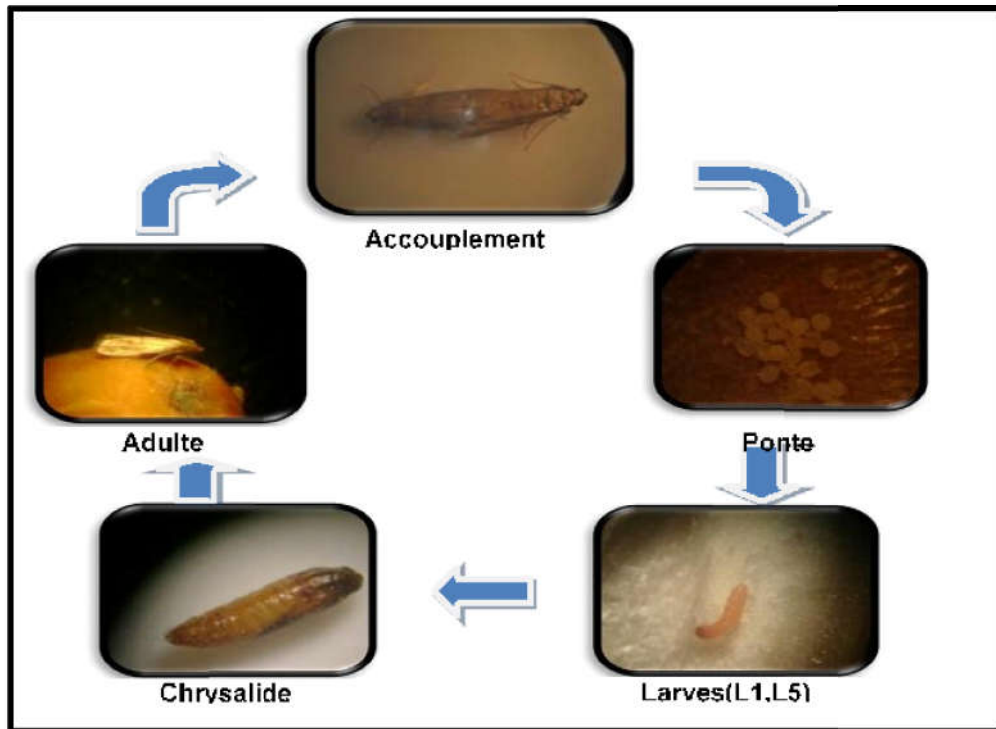 Accouplement
Adulte
Ponte
Chrysalide
Larves(L1,L5)